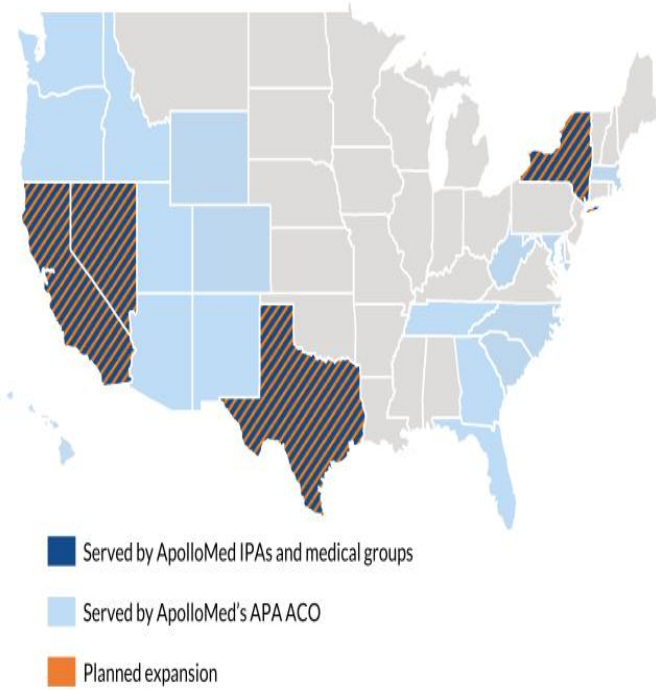 Served by ApolloMed IPAs and medical groups
Served by ApolloMed's APA ACO
Planned expansion